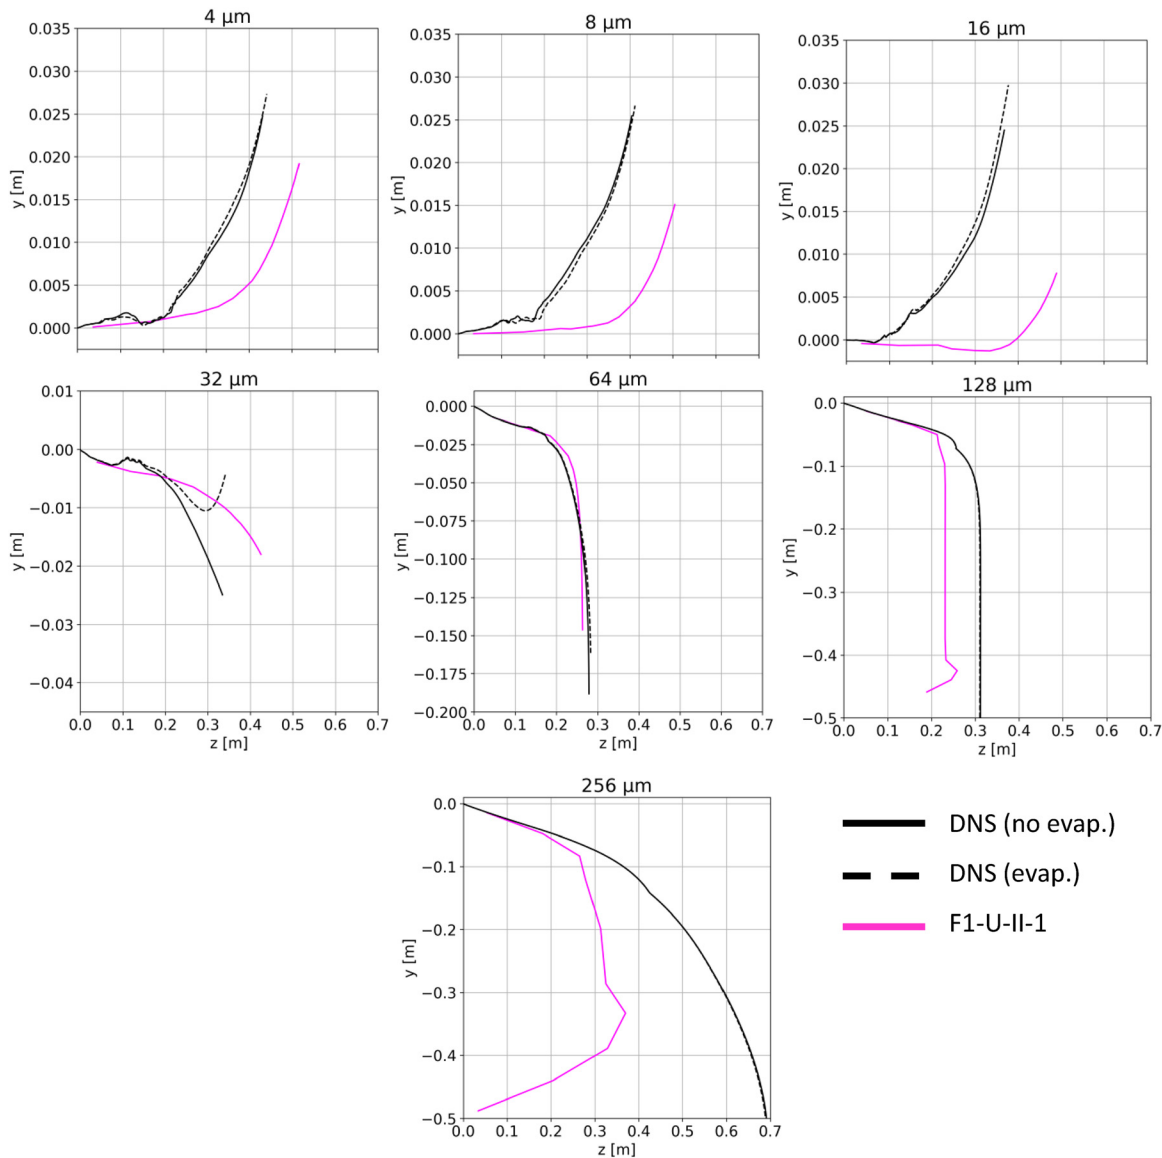 4 μm
0.035
0.030
0.025
0.020
0.015
0.010
0.005
0.000
y [m]
8 μm
0.035
0.030
0.025
0.020
0.015
0.010
0.005
0.000
y [m]
16 μm
0.035
0.030
0.025
0.020
0.015
0.010
0.005
0.000
y [m]
32 μm
0.01
0.00
−0.01
−0.02
−0.03
−0.04
y [m]
0.0 0.1 0.2 0.3 0.4 0.5 0.6 0.7
z [m]
64 μm
0.000
−0.025
−0.050
−0.075
−0.100
−0.125
−0.150
−0.175
−0.200
y [m]
0.0 0.1 0.2 0.3 0.4 0.5 0.6 0.7
z [m]
128 μm
0.0
−0.1
−0.2
−0.3
−0.4
−0.5
y [m]
0.0 0.1 0.2 0.3 0.4 0.5 0.6 0.7
z [m]
256 μm
0.0
−0.1
−0.2
−0.3
−0.4
−0.5
y [m]
0.0 0.1 0.2 0.3 0.4 0.5 0.6 0.7
z [m]
DNS (no evap.)
DNS (evap.)
F1-U-II-1